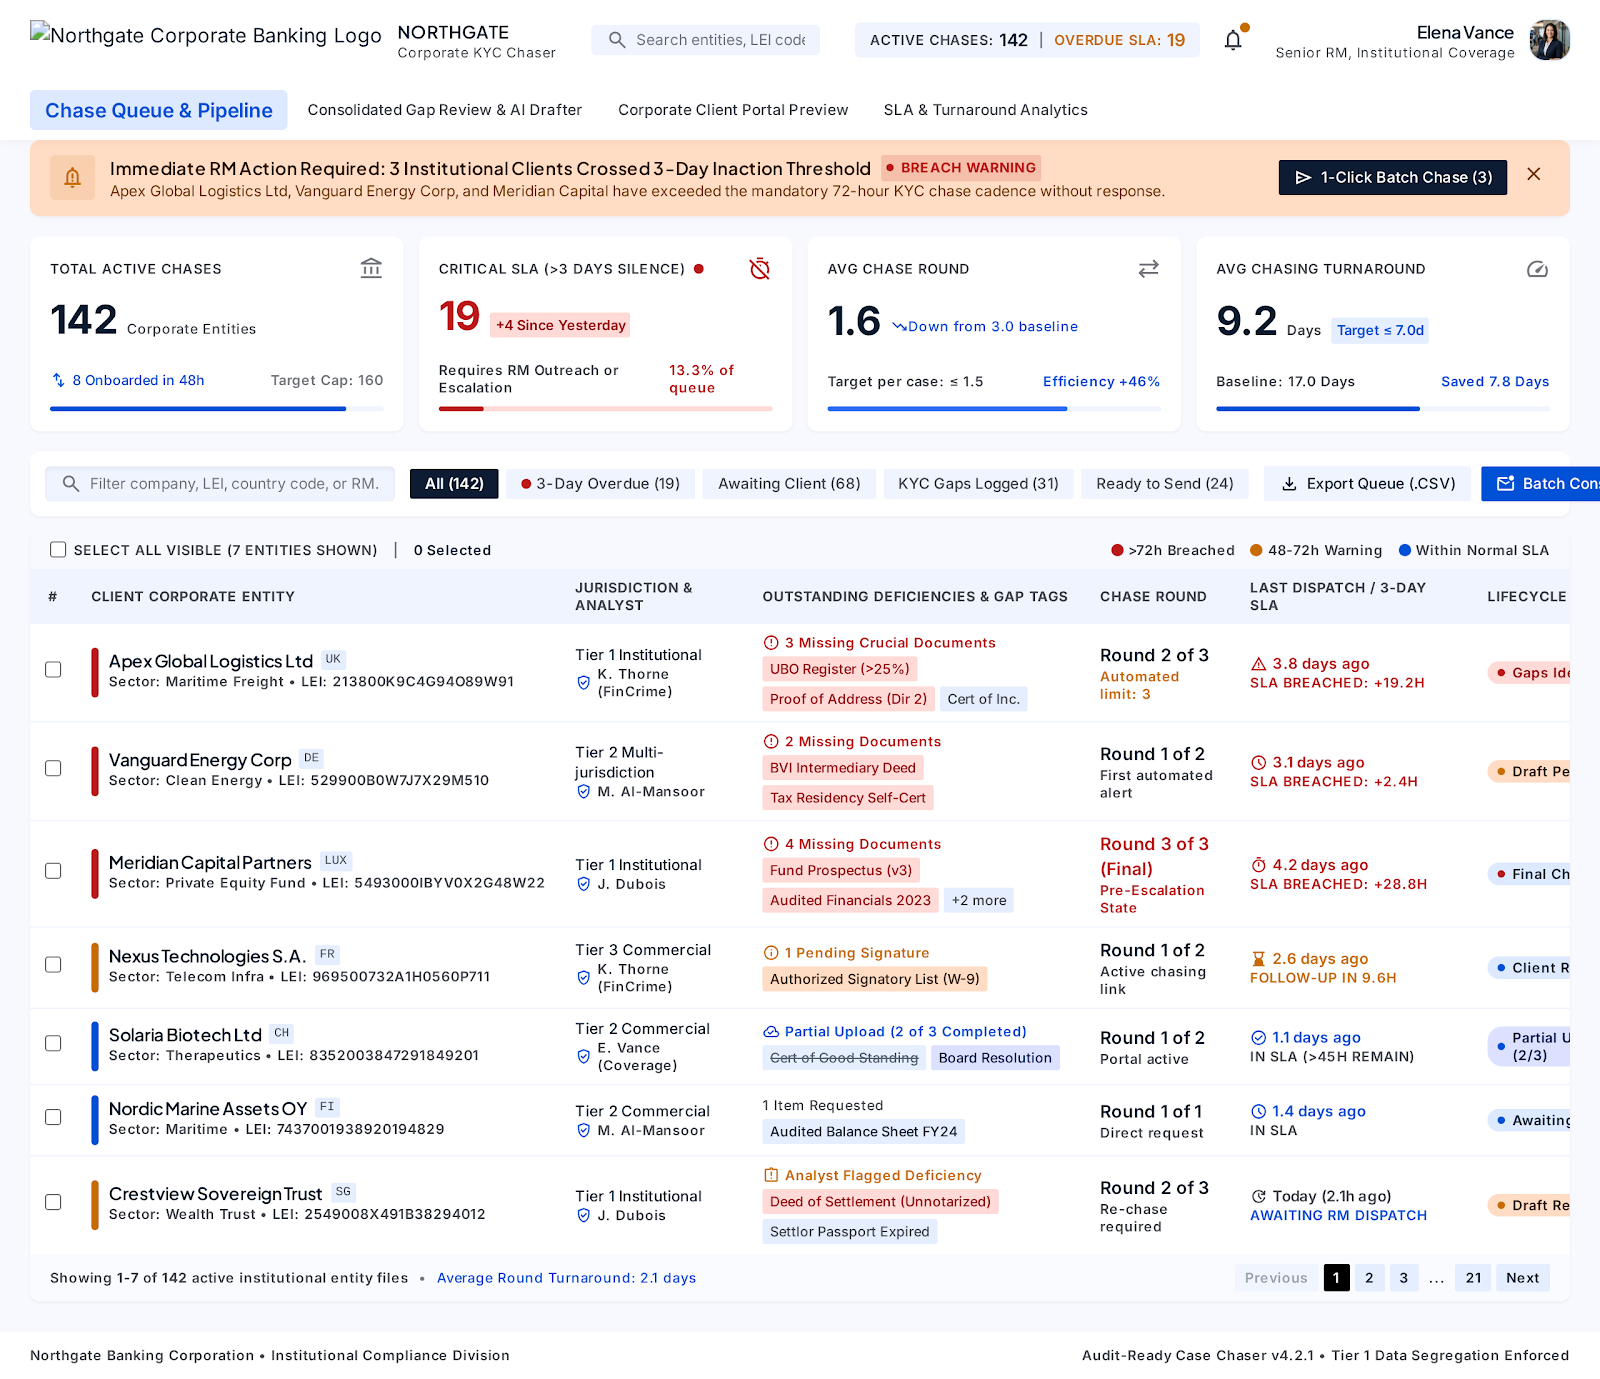 Northgate Corporate Banking Logo
NORTHGATE
Corporate KYC Chaser
Search entities, LEI code
ACTIVE CHASES: 142 | OVERDUE SLA: 19
Elena Vance
Senior RM, Institutional Coverage
Chase Queue & Pipeline
Consolidated Gap Review & AI Drafter
Corporate Client Portal Preview
SLA & Turnaround Analytics
Immediate RM Action Required: 3 Institutional Clients Crossed 3-Day Inaction Threshold
BREACH WARNING
Apex Global Logistics Ltd, Vanguard Energy Corp, and Meridian Capital have exceeded the mandatory 72-hour KYC chase cadence without response.
1-Click Batch Chase (3)
TOTAL ACTIVE CHASES
142 Corporate Entities
8 Onboarded in 48h
Target Cap: 160
CRITICAL SLA (>3 DAYS SILENCE)
19 +4 Since Yesterday
Requires RM Outreach or
Escalation
13.3% of
queue
AVG CHASE ROUND
1.6 Down from 3.0 baseline
Target per case: ≤ 1.5
Efficiency +46%
AVG CHASING TURNAROUND
9.2 Days Target ≤ 7.0d
Baseline: 17.0 Days
Saved 7.8 Days
Filter company, LEI, country code, or RM.
All (142)
3-Day Overdue (19)
Awaiting Client (68)
KYC Gaps Logged (31)
Ready to Send (24)
Export Queue (.CSV)
Batch Cons
SELECT ALL VISIBLE (7 ENTITIES SHOWN) | 0 Selected
>72h Breached
48-72h Warning
Within Normal SLA
#
CLIENT CORPORATE ENTITY
JURISDICTION &
ANALYST
OUTSTANDING DEFICIENCIES & GAP TAGS
CHASE ROUND
LAST DISPATCH / 3-DAY
SLA
LIFECYCLE
Apex Global Logistics Ltd UK
Sector: Maritime Freight • LEI: 213800K9C4G94O89W91
Tier 1 Institutional
K. Thorne
(FinCrime)
3 Missing Crucial Documents
UBO Register (>25%)
Proof of Address (Dir 2) Cert of Inc.
Round 2 of 3
Automated
limit: 3
3.8 days ago
SLA BREACHED: +19.2H
Gaps Ide
Vanguard Energy Corp DE
Sector: Clean Energy • LEI: 529900B0W7J7X29M510
Tier 2 Multi-
jurisdiction
M. Al-Mansoor
2 Missing Documents
BVI Intermediary Deed
Tax Residency Self-Cert
Round 1 of 2
First automated
alert
3.1 days ago
SLA BREACHED: +2.4H
Draft Pe
Meridian Capital Partners LUX
Sector: Private Equity Fund • LEI: 5493000IBYV0X2G48W22
Tier 1 Institutional
J. Dubois
4 Missing Documents
Fund Prospectus (v3)
Audited Financials 2023 +2 more
Round 3 of 3
(Final)
Pre-Escalation
State
4.2 days ago
SLA BREACHED: +28.8H
Final Ch
Nexus Technologies S.A. FR
Sector: Telecom Infra • LEI: 969500732A1H0560P711
Tier 3 Commercial
K. Thorne
(FinCrime)
1 Pending Signature
Authorized Signatory List (W-9)
Round 1 of 2
Active chasing
link
2.6 days ago
FOLLOW-UP IN 9.6H
Client R
Solaria Biotech Ltd CH
Sector: Therapeutics • LEI: 8352003847291849201
Tier 2 Commercial
E. Vance
(Coverage)
Partial Upload (2 of 3 Completed)
Cert of Good Standing Board Resolution
Round 1 of 2
Portal active
1.1 days ago
IN SLA (>45H REMAIN)
Partial U
(2/3)
Nordic Marine Assets OY FI
Sector: Maritime • LEI: 7437001938920194829
Tier 2 Commercial
M. Al-Mansoor
1 Item Requested
Audited Balance Sheet FY24
Round 1 of 1
Direct request
1.4 days ago
IN SLA
Awaiting
Crestview Sovereign Trust SG
Sector: Wealth Trust • LEI: 2549008X491B38294012
Tier 1 Institutional
J. Dubois
Analyst Flagged Deficiency
Deed of Settlement (Unnotarized)
Settlor Passport Expired
Round 2 of 3
Re-chase
required
Today (2.1h ago)
AWAITING RM DISPATCH
Draft Re
Showing 1-7 of 142 active institutional entity files • Average Round Turnaround: 2.1 days
Previous 1 2 3 ... 21 Next
Northgate Banking Corporation • Institutional Compliance Division
Audit-Ready Case Chaser v4.2.1 • Tier 1 Data Segregation Enforced